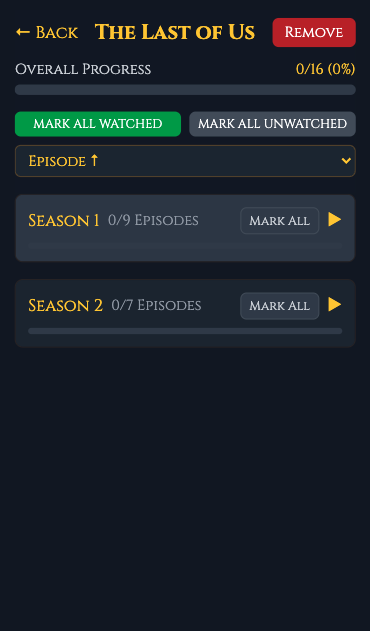 ← Back The Last of Us Remove
Overall Progress 0/16 (0%)
Mark All Watched Mark All Unwatched
Episode ↑
Season 1 0/9 Episodes Mark All ▶
Season 2 0/7 Episodes Mark All ▶